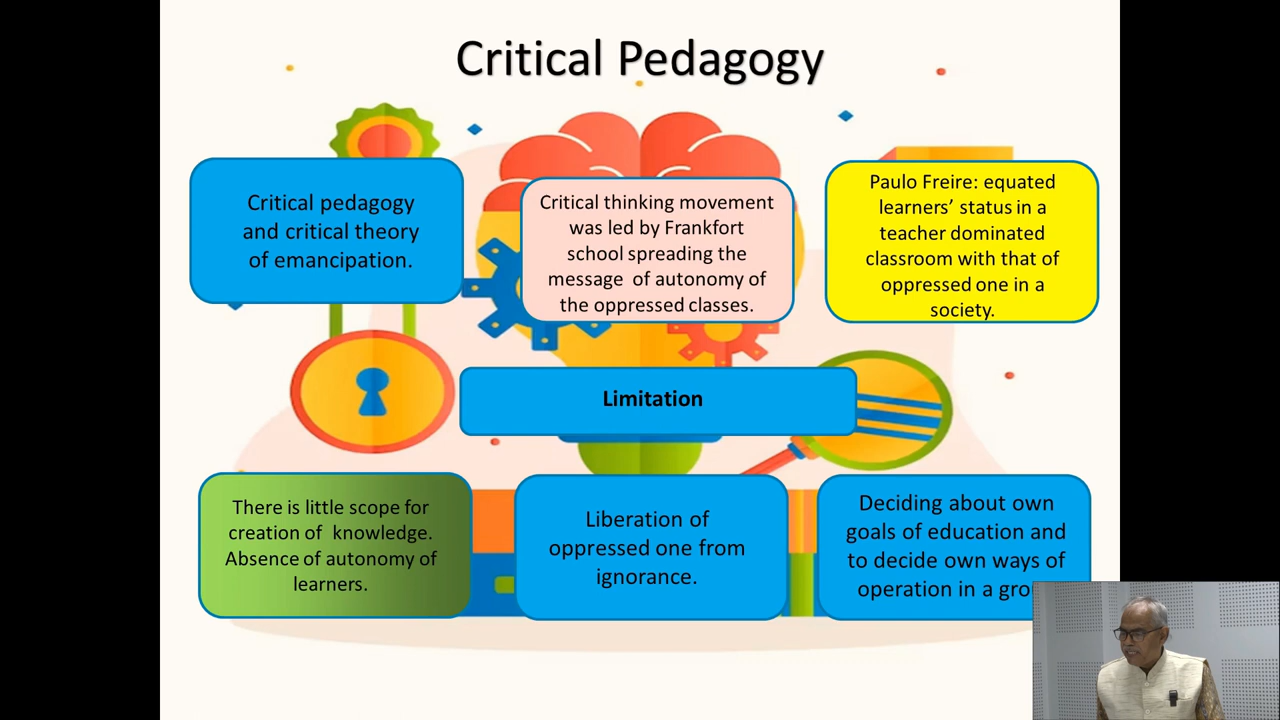 Critical Pedagogy
Critical pedagogy
and critical theory
of emancipation.
Critical thinking movement
was led by Frankfort
school spreading the
message of autonomy of
the oppressed classes.
Paulo Freire: equated
learners’ status in a
teacher dominated
classroom with that of
oppressed one in a
society.
Limitation
There is little scope for
creation of knowledge.
Absence of autonomy of
learners.
Liberation of
oppressed one from
ignorance.
Deciding about own
goals of education and
to decide own ways of
operation in a